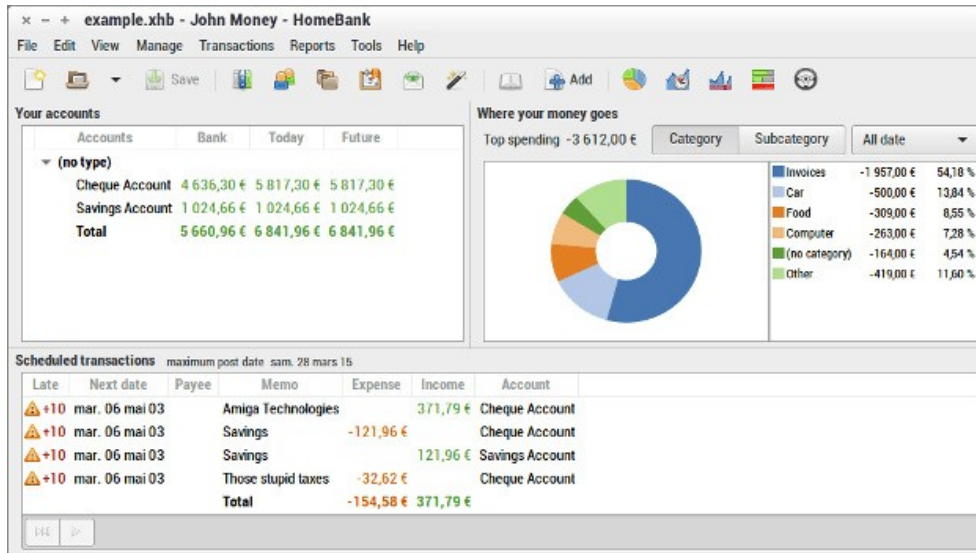 example.xhb - John Money - HomeBank
File Edit View Manage Transactions Reports Tools Help
Save Add
Your accounts
Accounts Bank Today Future
(no type)
Cheque Account 4 636,30 € 5 817,30 € 5 817,30 €
Savings Account 1 024,66 € 1 024,66 € 1 024,66 €
Total 5 660,96 € 6 841,96 € 6 841,96 €
Where your money goes
Top spending -3 612,00 € Category Subcategory All date
Invoices -1 957,00 € 54,18 %
Car -500,00 € 13,84 %
Food -309,00 € 8,55 %
Computer -263,00 € 7,28 %
(no category) -164,00 € 4,54 %
Other -419,00 € 11,60 %
Scheduled transactions maximum post date sam. 28 mars 15
Late Next date Payee Memo Expense Income Account
+10 mar. 06 mai 03 Amiga Technologies 371,79 € Cheque Account
+10 mar. 06 mai 03 Savings -121,96 € Cheque Account
+10 mar. 06 mai 03 Savings 121,96 € Savings Account
+10 mar. 06 mai 03 Those stupid taxes -32,62 € Cheque Account
Total -154,58 € 371,79 €